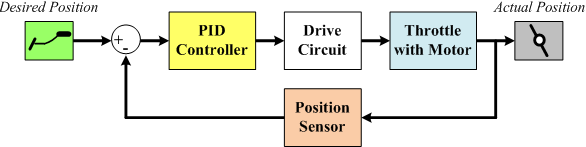 Desired Position
Actual Position
+
-
PID
Controller
Drive
Circuit
Throttle
with Motor
Position
Sensor